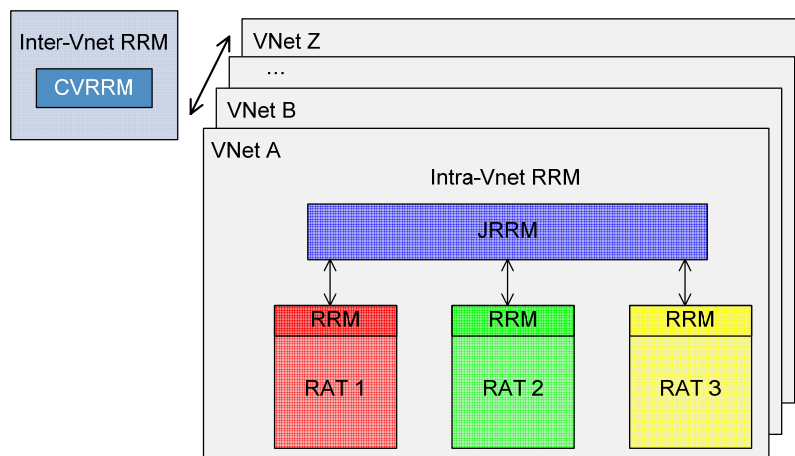 Inter-Vnet RRM
CVRRM
VNet Z
...
VNet B
VNet A
Intra-Vnet RRM
JRRM
RRM
RRM
RRM
RAT 1
RAT 2
RAT 3